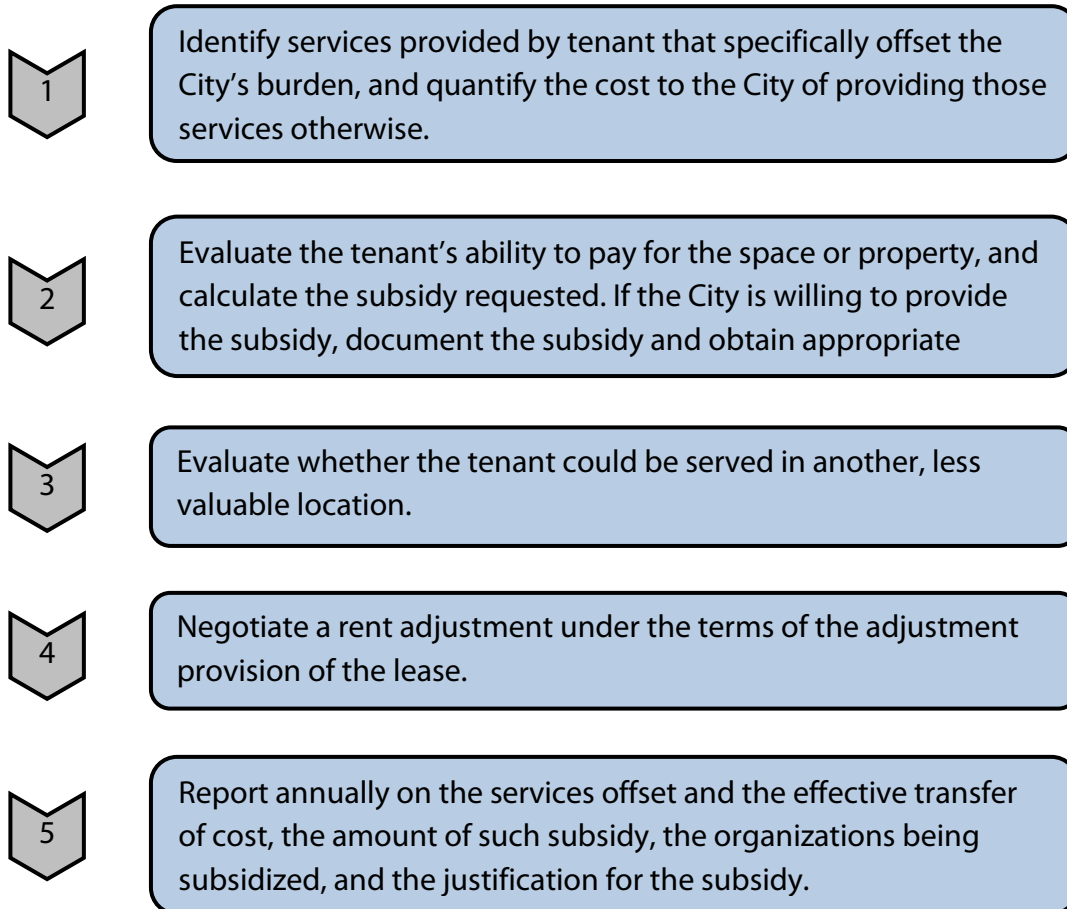 1
Identify services provided by tenant that specifically offset the
City’s burden, and quantify the cost to the City of providing those
services otherwise.
2
Evaluate the tenant’s ability to pay for the space or property, and
calculate the subsidy requested. If the City is willing to provide
the subsidy, document the subsidy and obtain appropriate
3
Evaluate whether the tenant could be served in another, less
valuable location.
4
Negotiate a rent adjustment under the terms of the adjustment
provision of the lease.
5
Report annually on the services offset and the effective transfer
of cost, the amount of such subsidy, the organizations being
subsidized, and the justification for the subsidy.